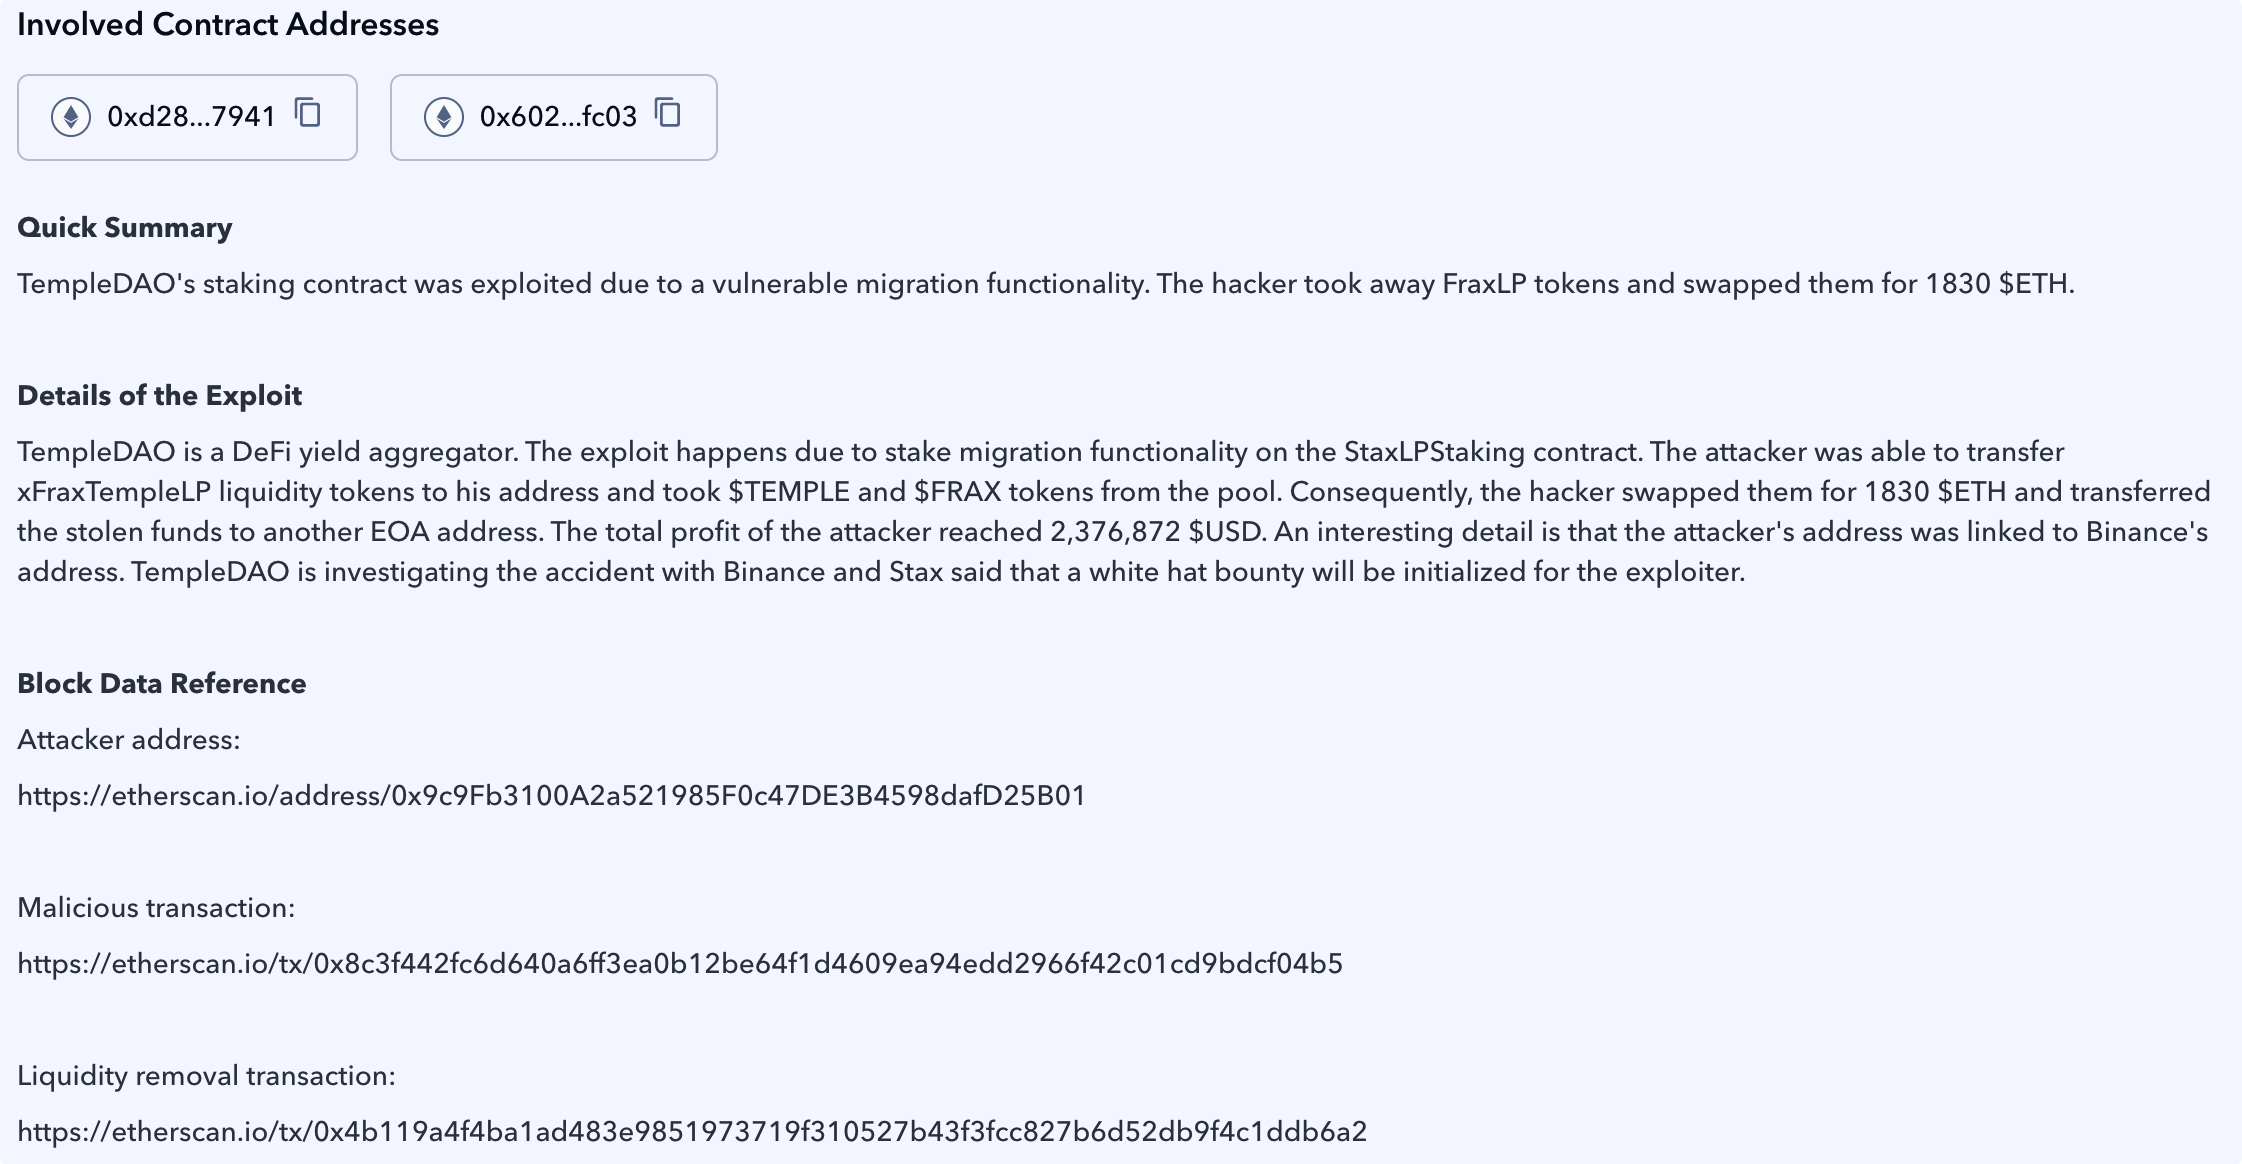 Involved Contract Addresses
0xd28...7941 0x602...fc03
Quick Summary
TempleDAO's staking contract was exploited due to a vulnerable migration functionality. The hacker took away FraxLP tokens and swapped them for 1830 $ETH.
Details of the Exploit
TempleDAO is a DeFi yield aggregator. The exploit happens due to stake migration functionality on the StaxLPStaking contract. The attacker was able to transfer
xFraxTempleLP liquidity tokens to his address and took $TEMPLE and $FRAX tokens from the pool. Consequently, the hacker swapped them for 1830 $ETH and transferred
the stolen funds to another EOA address. The total profit of the attacker reached 2,376,872 $USD. An interesting detail is that the attacker's address was linked to Binance's
address. TempleDAO is investigating the accident with Binance and Stax said that a white hat bounty will be initialized for the exploiter.
Block Data Reference
Attacker address:
https://etherscan.io/address/0x9c9Fb3100A2a521985F0c47DE3B4598dafD25B01
Malicious transaction:
https://etherscan.io/tx/0x8c3f442fc6d640a6ff3ea0b12be64f1d4609ea94edd2966f42c01cd9bdcf04b5
Liquidity removal transaction:
https://etherscan.io/tx/0x4b119a4f4ba1ad483e9851973719f310527b43f3fcc827b6d52db9f4c1ddb6a2